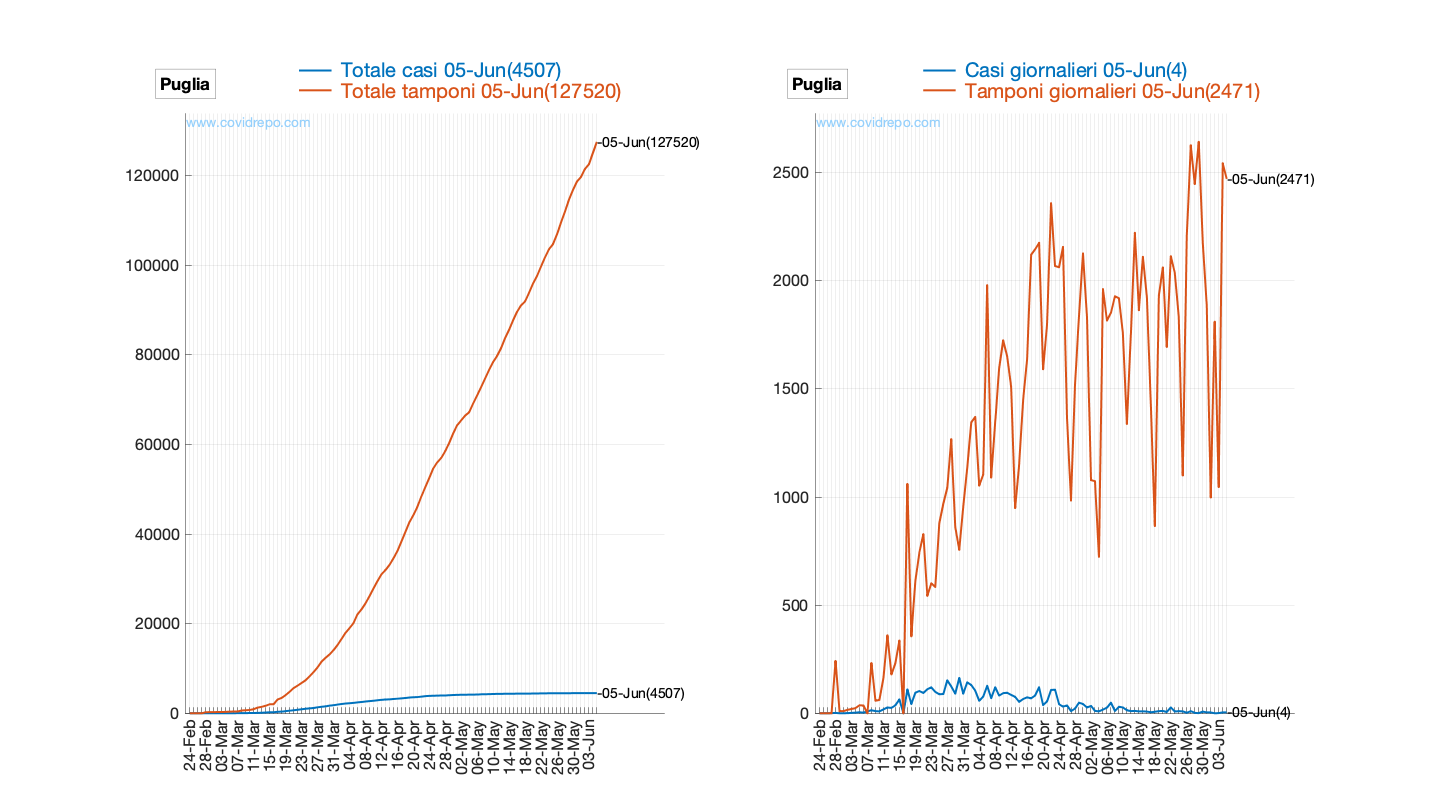 Puglia
Totale casi 05-Jun(4507)
Totale tamponi 05-Jun(127520)
www.covidrepo.com
-05-Jun(127520)
120000
100000
80000
60000
40000
20000
0
-05-Jun(4507)
24-Feb
28-Feb
03-Mar
07-Mar
11-Mar
15-Mar
19-Mar
23-Mar
27-Mar
31-Mar
04-Apr
08-Apr
12-Apr
16-Apr
20-Apr
24-Apr
28-Apr
02-May
06-May
10-May
14-May
18-May
22-May
26-May
30-May
03-Jun
Puglia
Casi giornalieri 05-Jun(4)
Tamponi giornalieri 05-Jun(2471)
www.covidrepo.com
2500
-05-Jun(2471)
2000
1500
1000
500
0
-05-Jun(4)
24-Feb
28-Feb
03-Mar
07-Mar
11-Mar
15-Mar
19-Mar
23-Mar
27-Mar
31-Mar
04-Apr
08-Apr
12-Apr
16-Apr
20-Apr
24-Apr
28-Apr
02-May
06-May
10-May
14-May
18-May
22-May
26-May
30-May
03-Jun